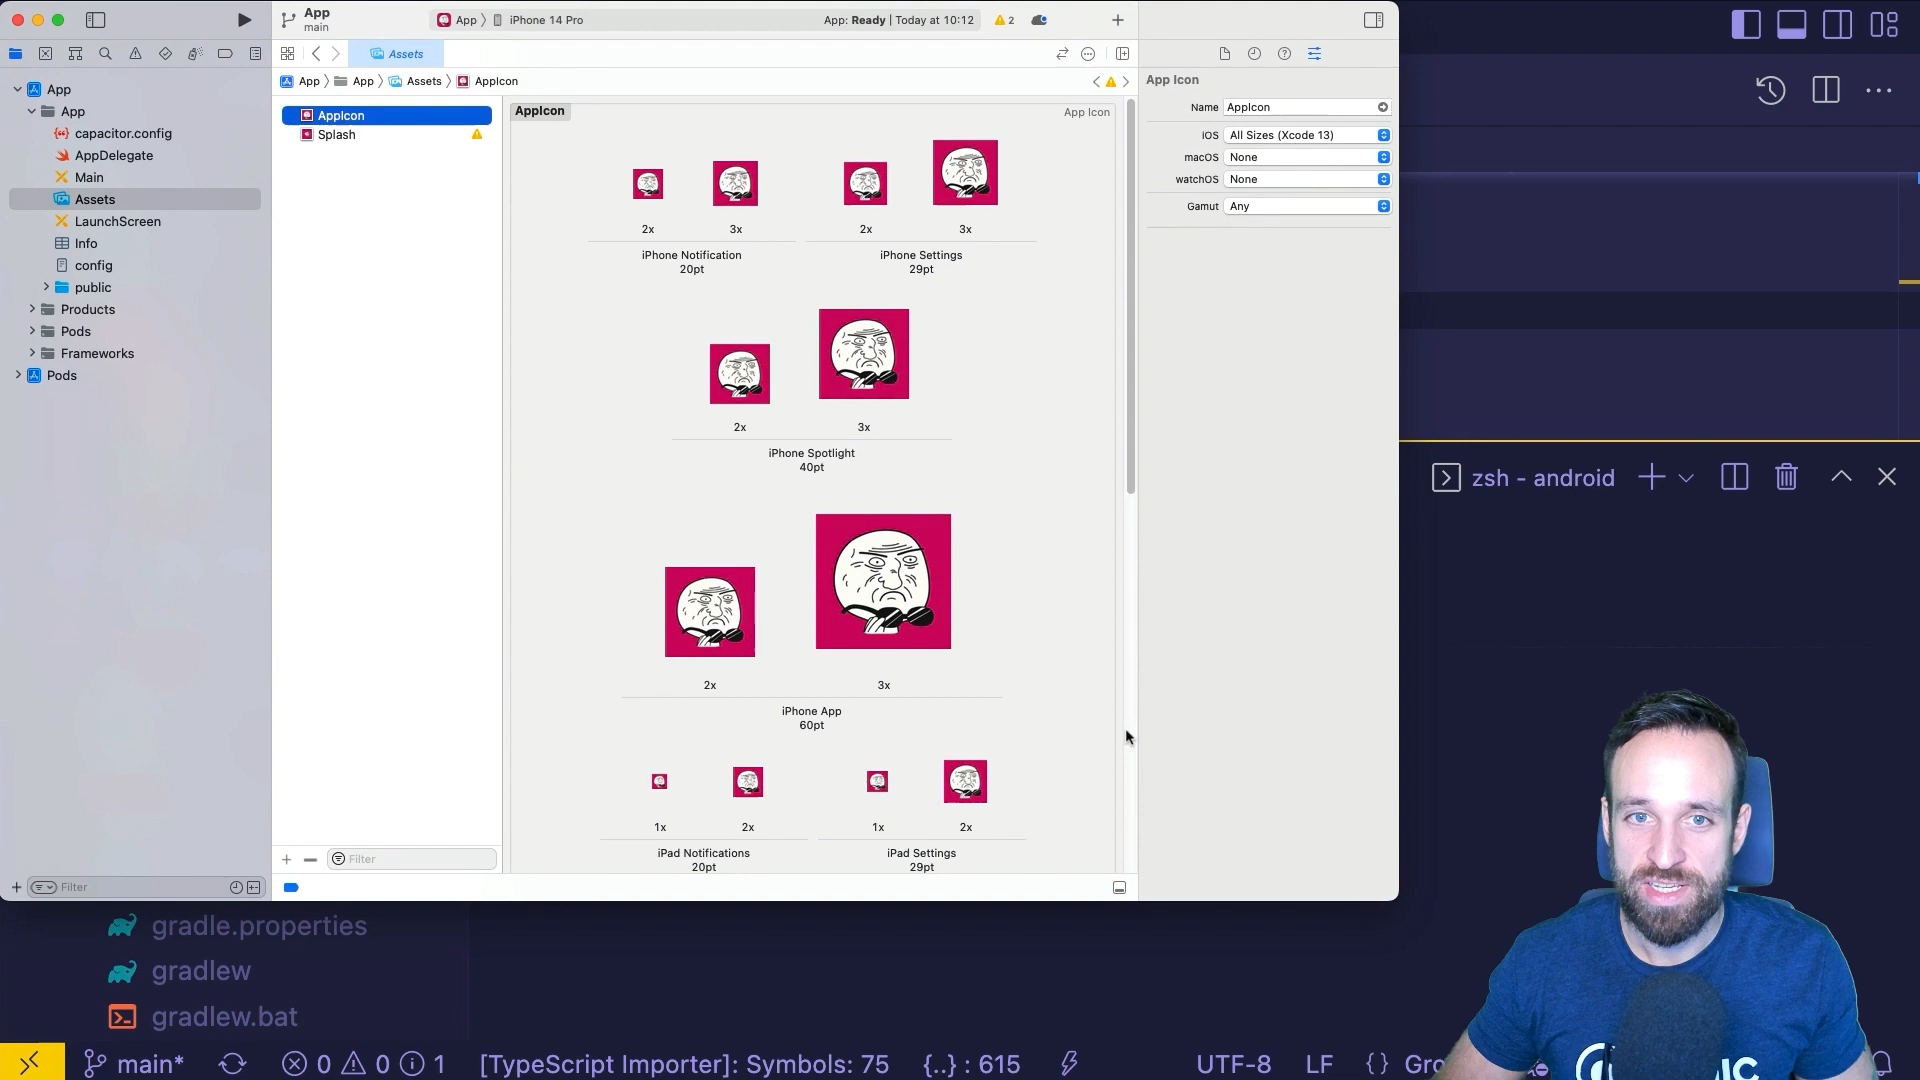 App
main
App
iPhone 14 Pro
App: Ready | Today at 10:12
2
Assets
App
App
Assets
AppIcon
App
App
capacitor.config
AppDelegate
Main
Assets
LaunchScreen
Info
config
public
Products
Pods
Frameworks
Pods
Filter
AppIcon
Splash
Filter
AppIcon
App Icon
2x
3x
iPhone Notification
20pt
2x
3x
iPhone Settings
29pt
2x
3x
iPhone Spotlight
40pt
2x
3x
iPhone App
60pt
1x
2x
iPad Notifications
20pt
1x
2x
iPad Settings
29pt
App Icon
Name AppIcon
iOS All Sizes (Xcode 13)
macOS None
watchOS None
Gamut Any
zsh - android
gradle.properties
gradlew
gradlew.bat
main*
0
0
1
[TypeScript Importer]: Symbols: 75
{..} : 615
UTF-8
LF
{ }